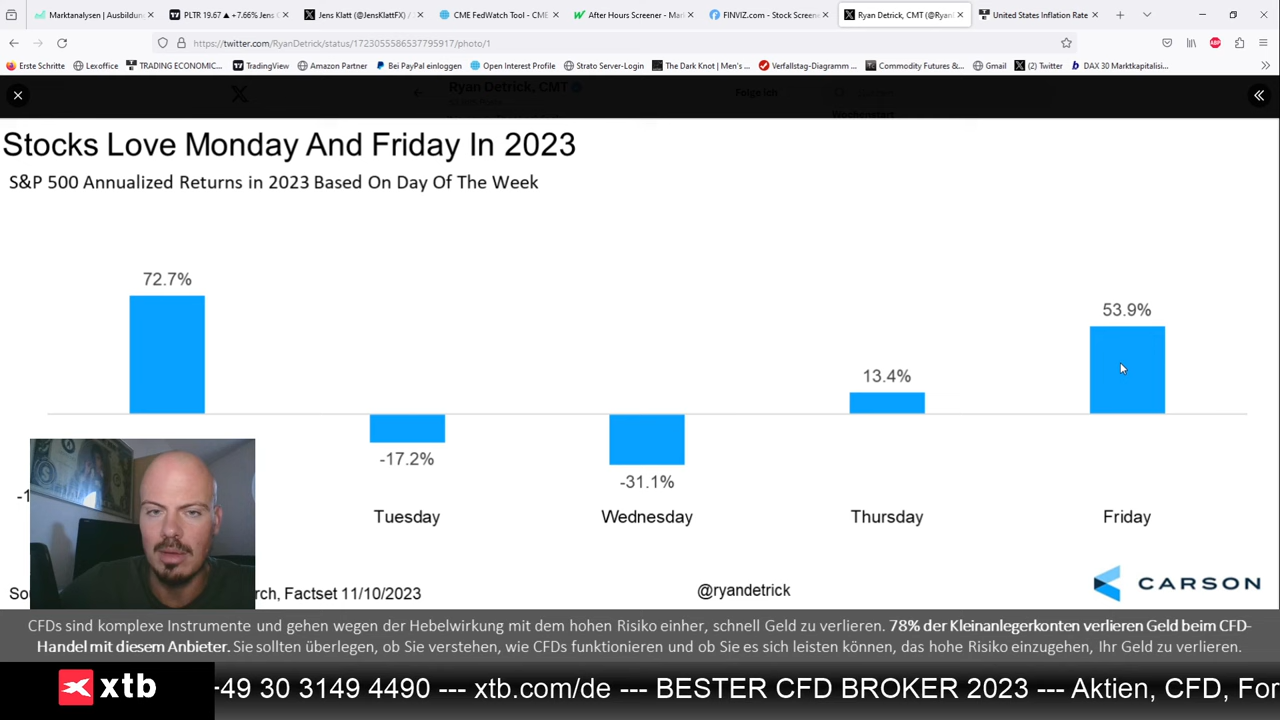 Marktanalysen | Ausbildun
PLTR 19.67 ▲ +7.66% Jens
Jens Klatt (@JensKlattFX) /
CME FedWatch Tool - CME
After Hours Screener - Mar
FINVIZ.com - Stock Screene
Ryan Detrick, CMT (@Ryan
United States Inflation Rate
https://twitter.com/RyanDetrick/status/1723055586537795917/photo/1
Erste Schritte
Lexoffice
TRADING ECONOMIC...
TradingView
Amazon Partner
Bei PayPal einloggen
Open Interest Profile
Strato Server-Login
The Dark Knot | Men's ...
Verfallstag-Diagramm ...
Commodity Futures &...
Gmail
(2) Twitter
DAX 30 Marktkapitalisi...
Ryan Detrick, CMT
Folge ich
Stocks Love Monday And Friday In 2023
S&P 500 Annualized Returns in 2023 Based On Day Of The Week
72.7%
53.9%
13.4%
-17.2%
-31.1%
-1
Tuesday
Wednesday
Thursday
Friday
So
rch, Factset 11/10/2023
@ryandetrick
CARSON
CFDs sind komplexe Instrumente und gehen wegen der Hebelwirkung mit dem hohen Risiko einher, schnell Geld zu verlieren. 78% der Kleinanlegerkonten verlieren Geld beim CFD-
Handel mit diesem Anbieter. Sie sollten überlegen, ob Sie verstehen, wie CFDs funktionieren und ob Sie es sich leisten können, das hohe Risiko einzugehen, Ihr Geld zu verlieren.
xtb
-49 30 3149 4490 --- xtb.com/de --- BESTER CFD BROKER 2023 --- Aktien, CFD, For